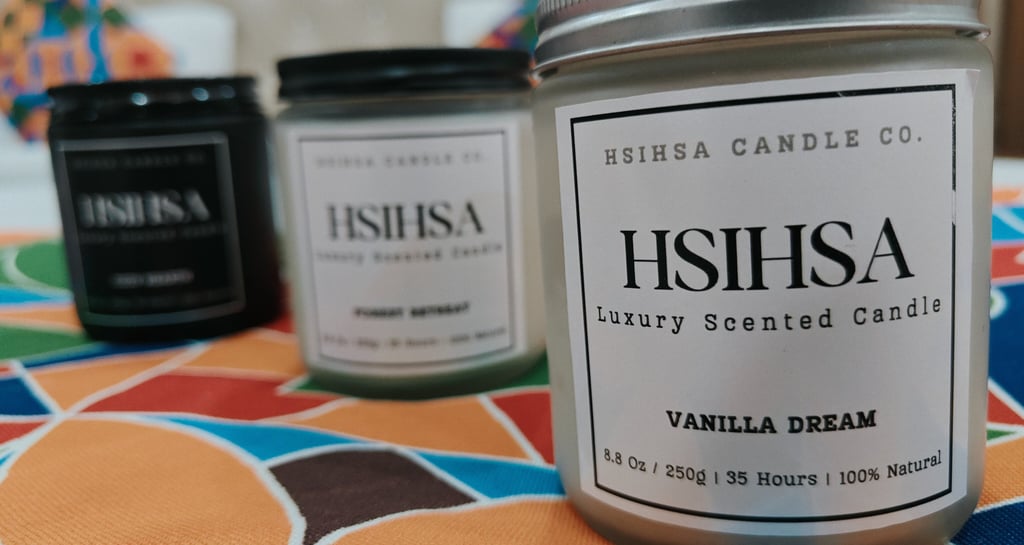 HSIHSA CANDLE CO.
HSIHSA
Luxury Scented Candle
VANILLA DREAM
8.8 Oz / 250g | 35 Hours | 100% Natural
HSIHSA CANDLE CO.
HSIHSA
Luxury Scented Candle
FOREST RETREAT
HSIHSA